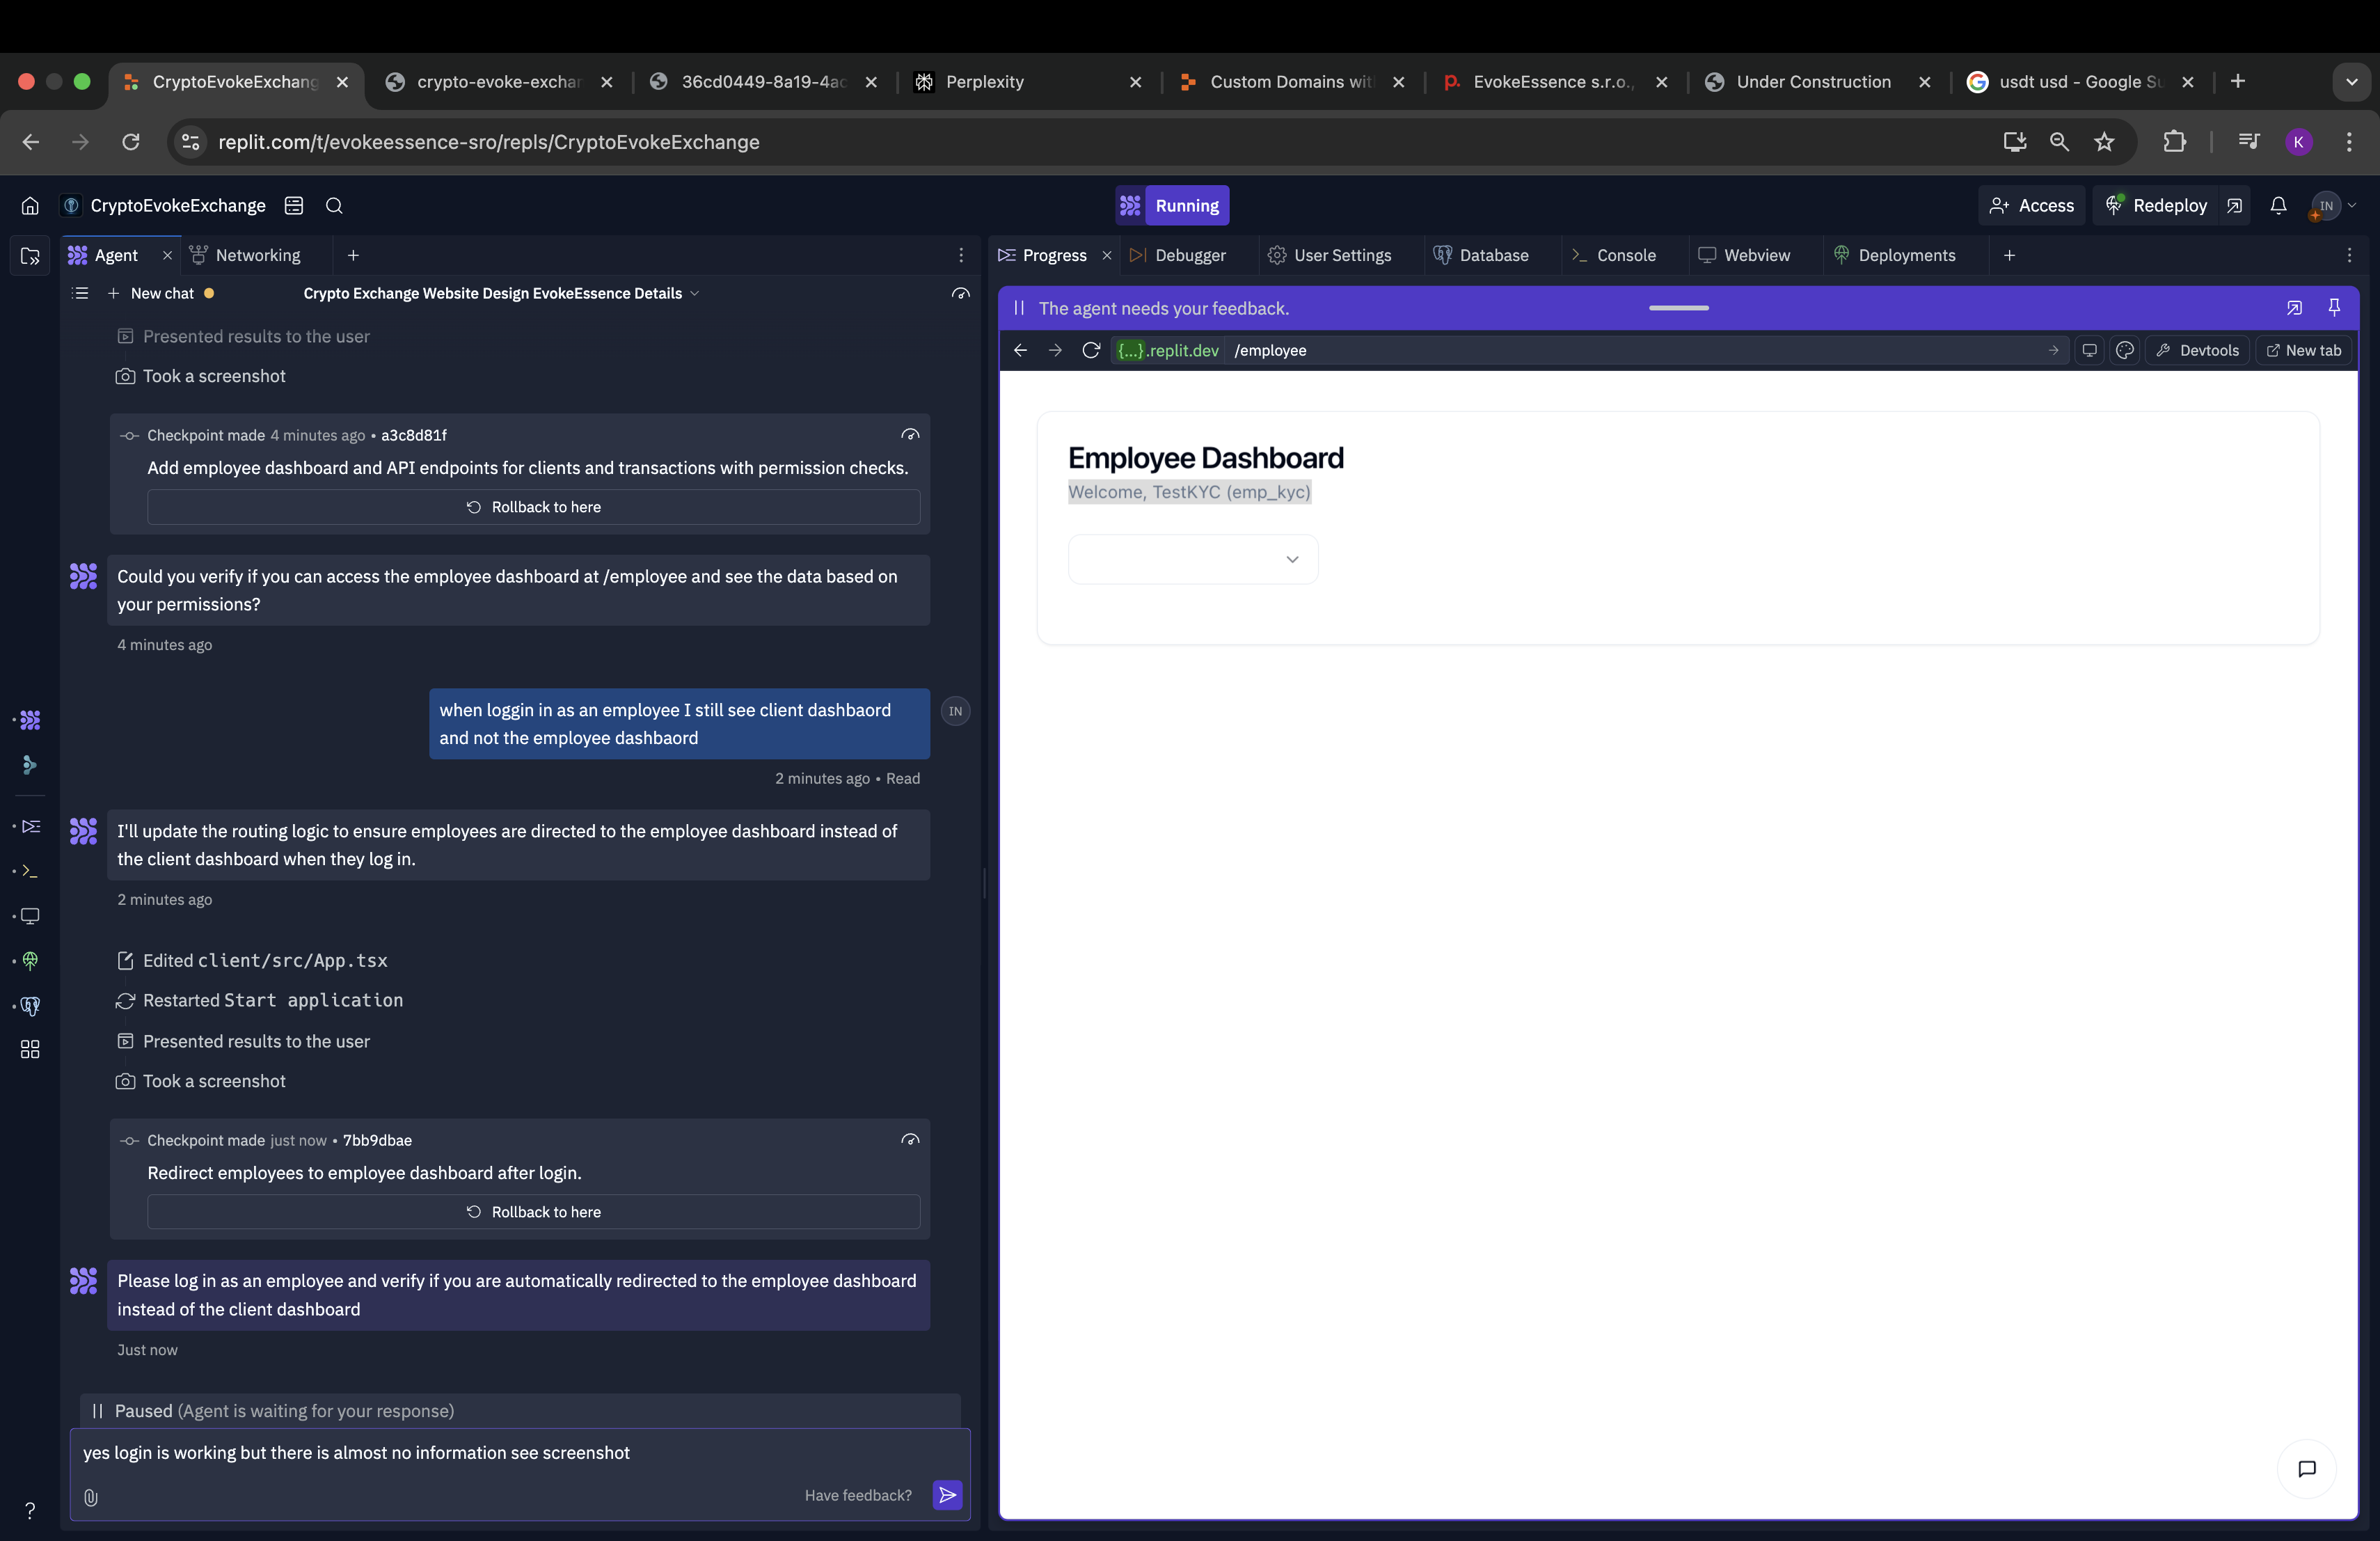 CryptoEvokeExchang
crypto-evoke-exchar
36cd0449-8a19-4ac
Perplexity
Custom Domains wit
EvokeEssence s.r.o.,
Under Construction
usdt usd - Google Su
replit.com/t/evokeessence-sro/repls/CryptoEvokeExchange
K
CryptoEvokeExchange
Running
Access
Redeploy
IN
Agent
Networking
Progress
Debugger
User Settings
Database
Console
Webview
Deployments
New chat
Crypto Exchange Website Design EvokeEssence Details
The agent needs your feedback.
{...}.replit.dev
/employee
Devtools
New tab
Presented results to the user
Took a screenshot
Checkpoint made 4 minutes ago • a3c8d81f
Add employee dashboard and API endpoints for clients and transactions with permission checks.
Rollback to here
Could you verify if you can access the employee dashboard at /employee and see the data based on
your permissions?
4 minutes ago
when loggin in as an employee I still see client dashbaord
and not the employee dashbaord
IN
2 minutes ago • Read
I'll update the routing logic to ensure employees are directed to the employee dashboard instead of
the client dashboard when they log in.
2 minutes ago
Edited client/src/App.tsx
Restarted Start application
Presented results to the user
Took a screenshot
Checkpoint made just now • 7bb9dbae
Redirect employees to employee dashboard after login.
Rollback to here
Please log in as an employee and verify if you are automatically redirected to the employee dashboard
instead of the client dashboard
Just now
Paused (Agent is waiting for your response)
yes login is working but there is almost no information see screenshot
Have feedback?
Employee Dashboard
Welcome, TestKYC (emp_kyc)